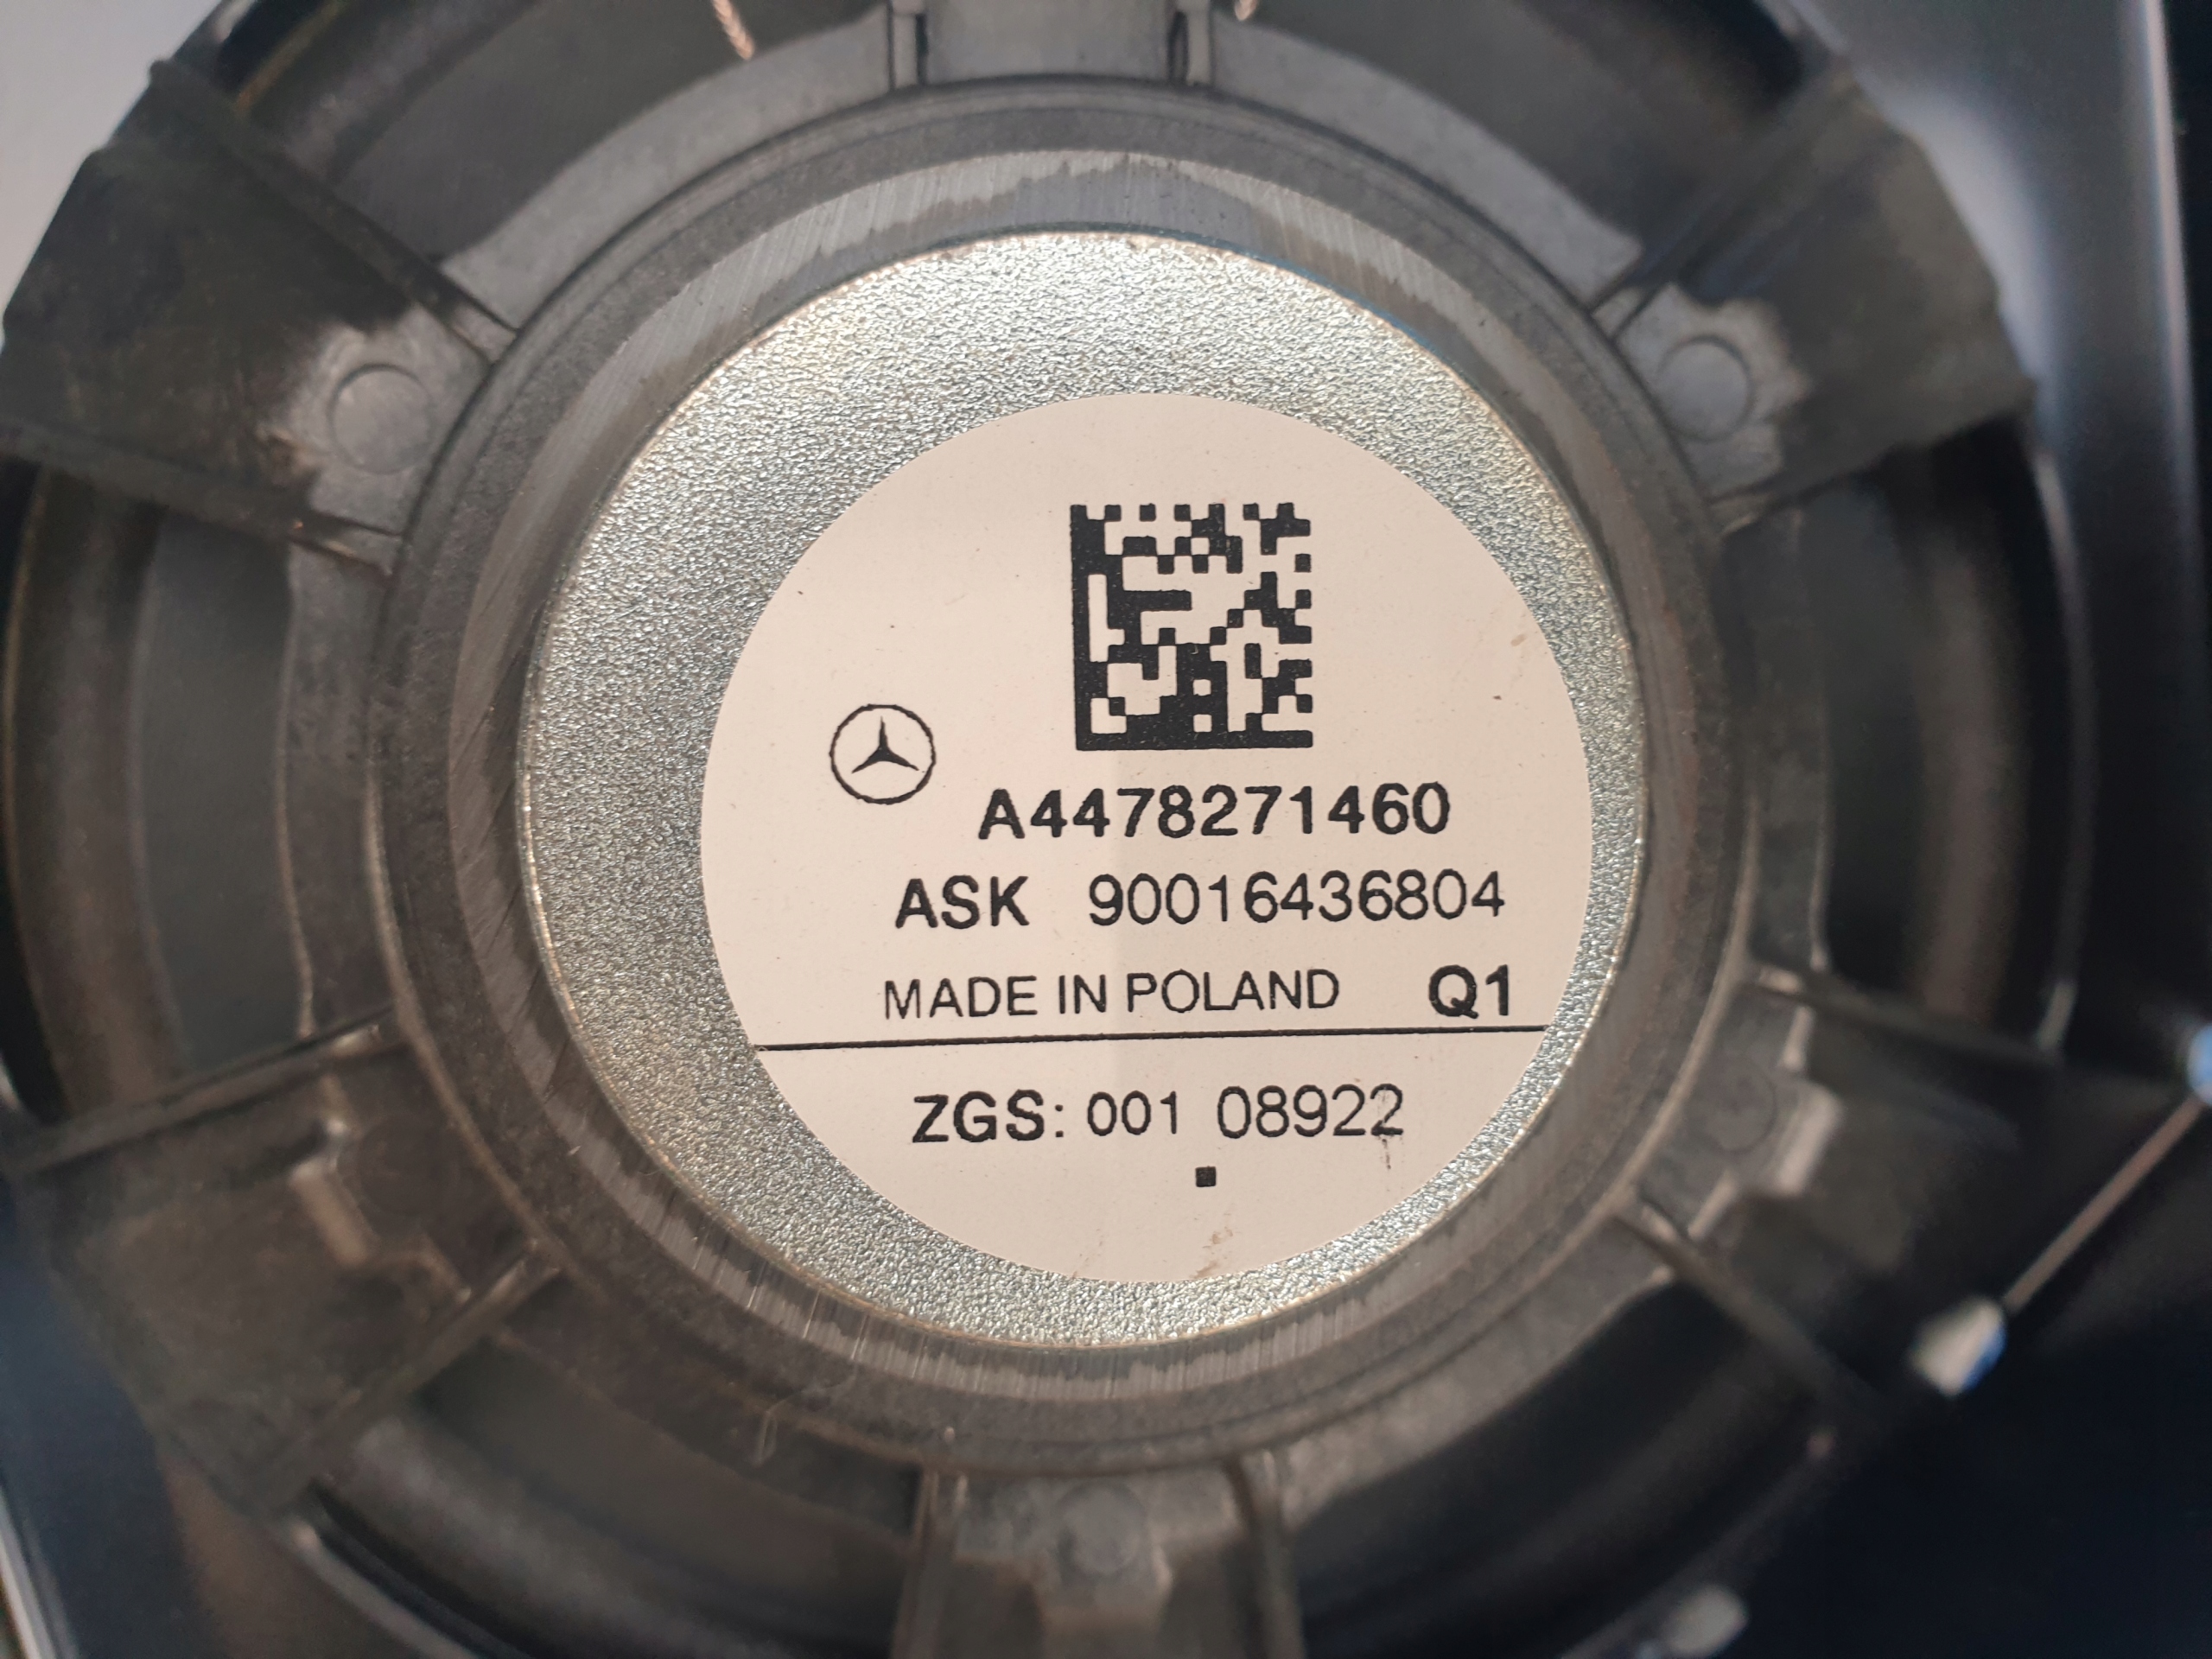 A4478271460
ASK 90016436804
MADE IN POLAND Q1
ZGS: 001 08922